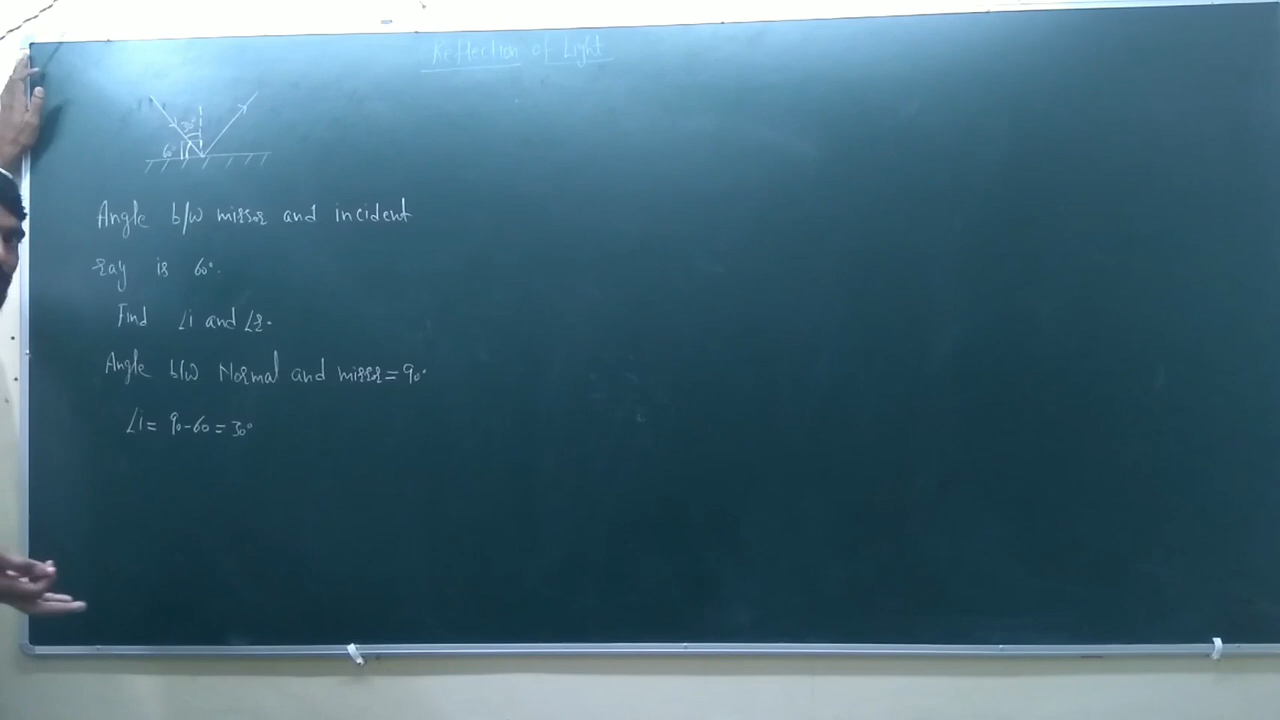 Reflection of Light
30°
60°
Angle b/w mirror and incident
ray is 60°.
Find ∠i and ∠r.
Angle b/w Normal and mirror = 90°
∠i = 90-60 = 30°